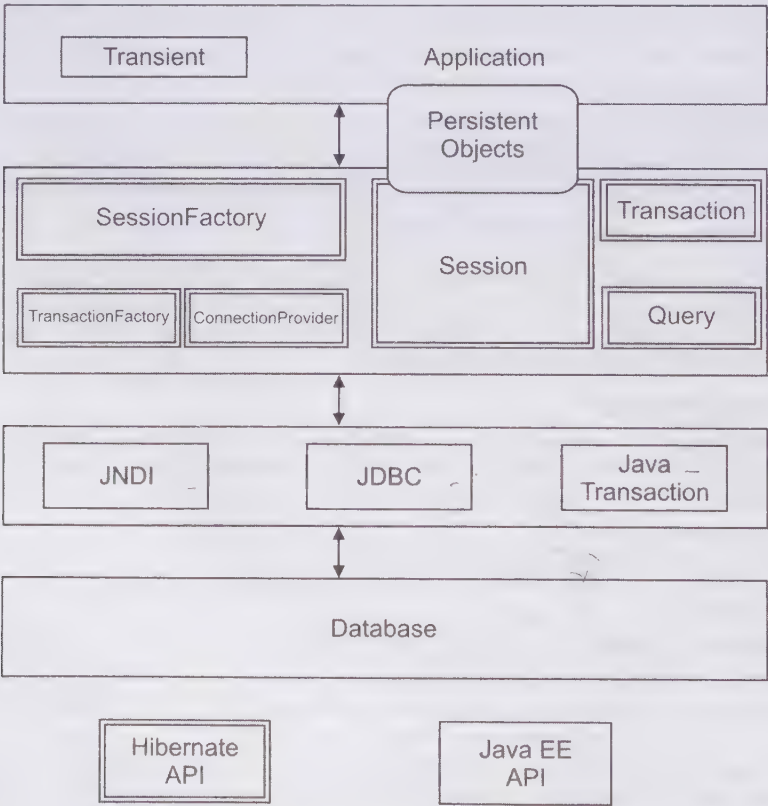 Transient
Application
Persistent
Objects
SessionFactory
Session
Transaction
TransactionFactory
ConnectionProvider
Query
JNDI
JDBC
Java
Transaction
Database
Hibernate
API
Java EE
API